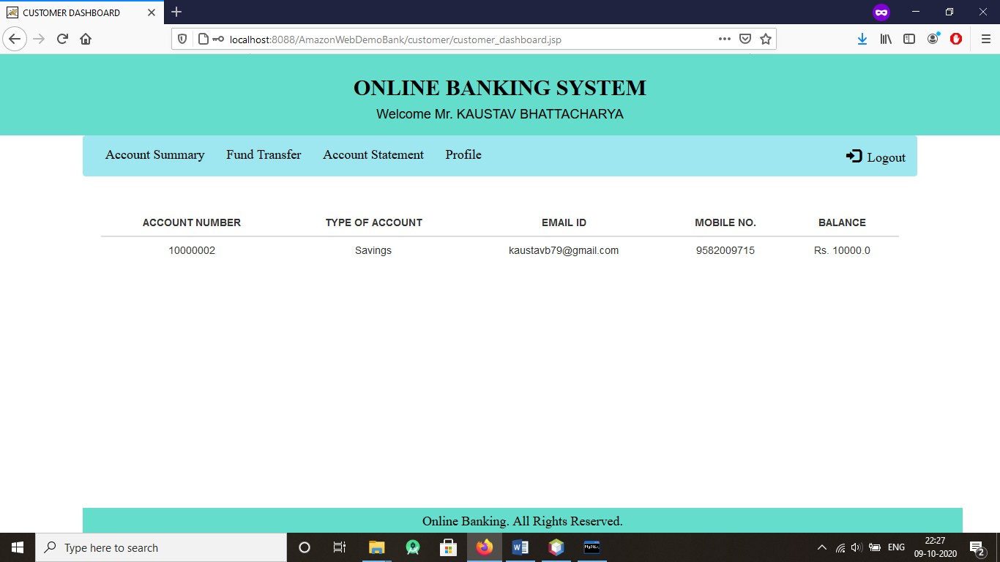 CUSTOMER DASHBOARD
localhost:8088/AmazonWebDemoBank/customer/customer_dashboard.jsp
ONLINE BANKING SYSTEM
Welcome Mr. KAUSTAV BHATTACHARYA
Account Summary Fund Transfer Account Statement Profile Logout
ACCOUNT NUMBER TYPE OF ACCOUNT EMAIL ID MOBILE NO. BALANCE
10000002 Savings kaustavb79@gmail.com 9582009715 Rs. 10000.0
Online Banking. All Rights Reserved.
Type here to search
ENG
22:27
09-10-2020
2
MySQL